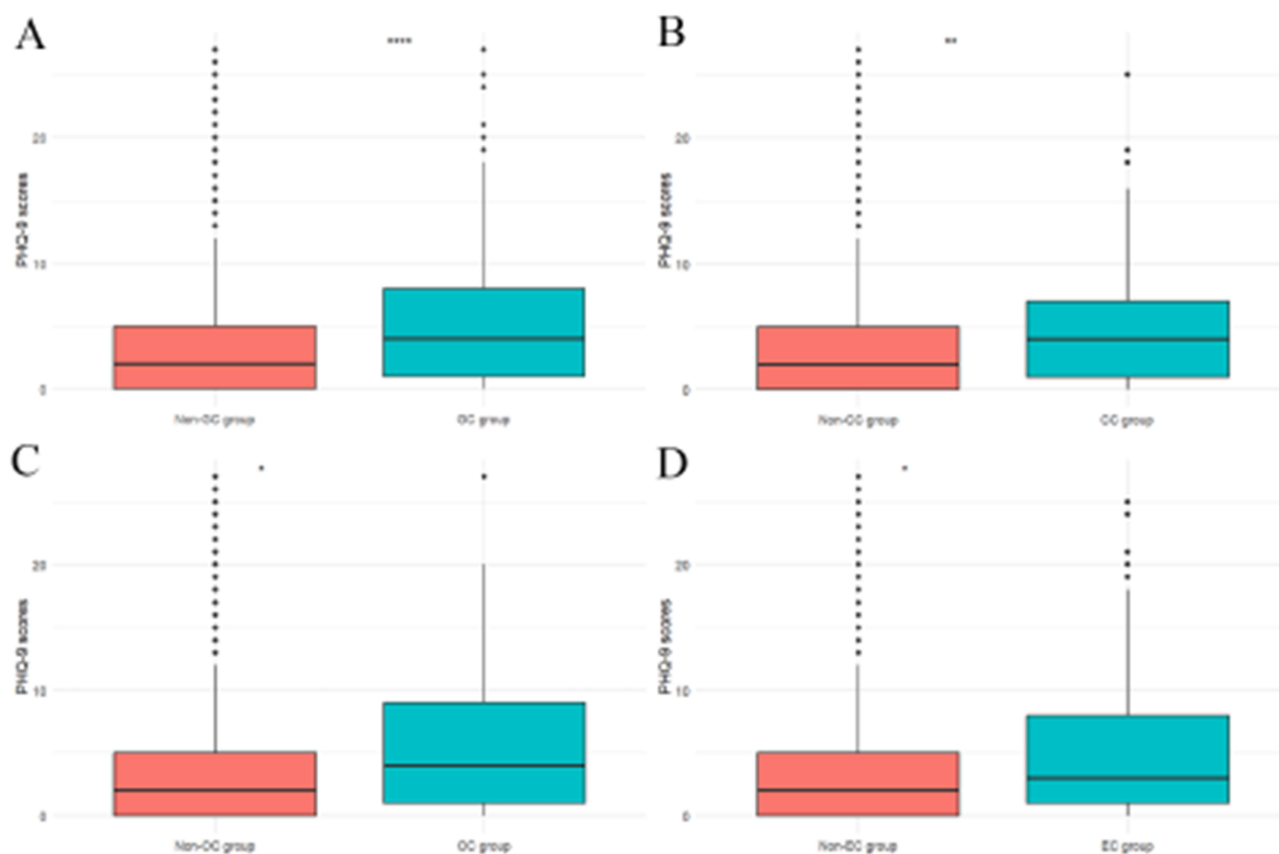 A
****
20
10
0
PHQ-9 scores
Non-GC group
GC group
B
**
20
10
0
PHQ-9 scores
Non-CC group
CC group
C
*
20
10
0
PHQ-9 scores
Non-OC group
OC group
D
*
20
10
0
PHQ-9 scores
Non-EC group
EC group